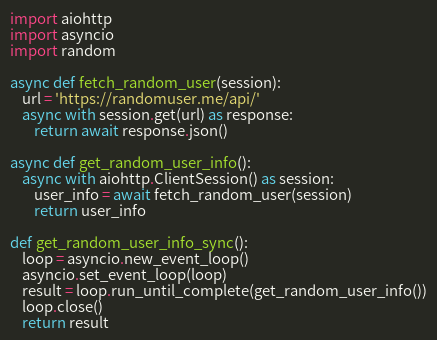 import aiohttp
import asyncio
import random

async def fetch_random_user(session):
    url = 'https://randomuser.me/api/'
    async with session.get(url) as response:
        return await response.json()

async def get_random_user_info():
    async with aiohttp.ClientSession() as session:
        user_info = await fetch_random_user(session)
        return user_info

def get_random_user_info_sync():
    loop = asyncio.new_event_loop()
    asyncio.set_event_loop(loop)
    result = loop.run_until_complete(get_random_user_info())
    loop.close()
    return result